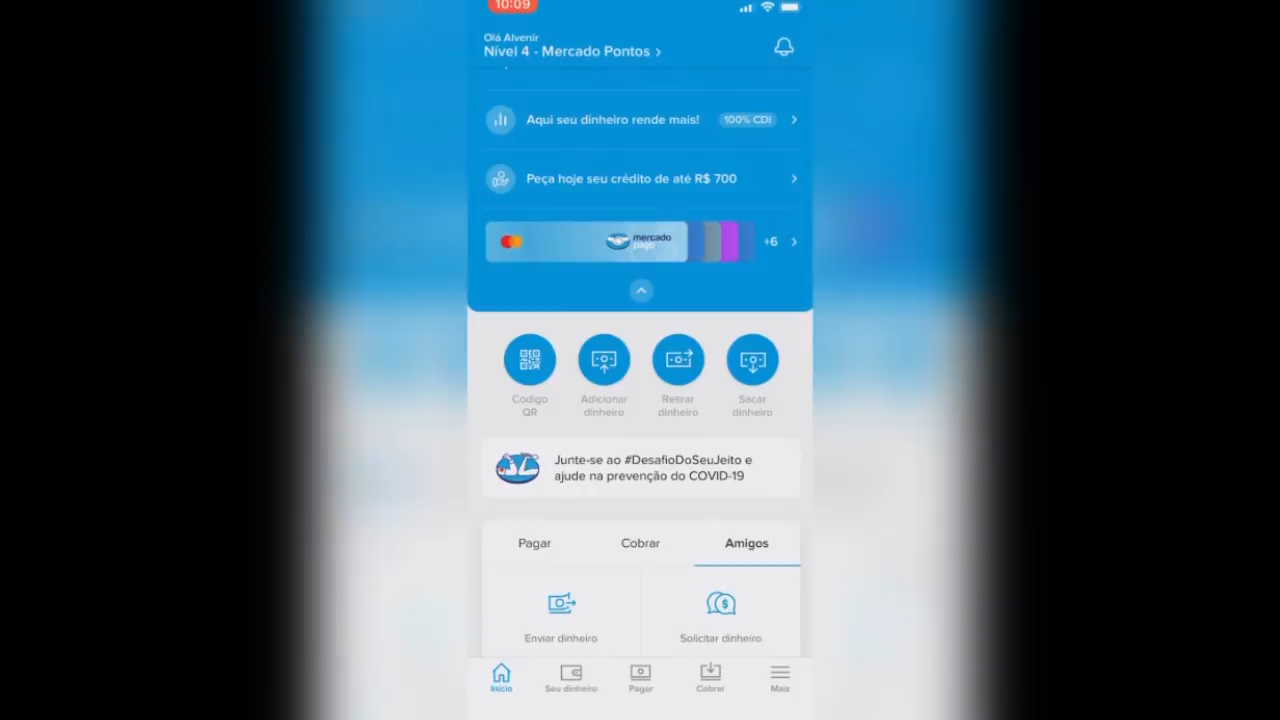 10:09
Olá Alvenir
Nível 4 - Mercado Pontos
Aqui seu dinheiro rende mais! 100% CDI
Peça hoje seu crédito de até R$ 700
mercado
pago
+6
Codigo
QR
Adicionar
dinheiro
Retirar
dinheiro
Sacar
dinheiro
Junte-se ao #DesafioDoSeuJeito e
ajude na prevenção do COVID-19
Pagar Cobrar Amigos
Enviar dinheiro Solicitar dinheiro
Início Seu dinheiro Pagar Cobrar Mais